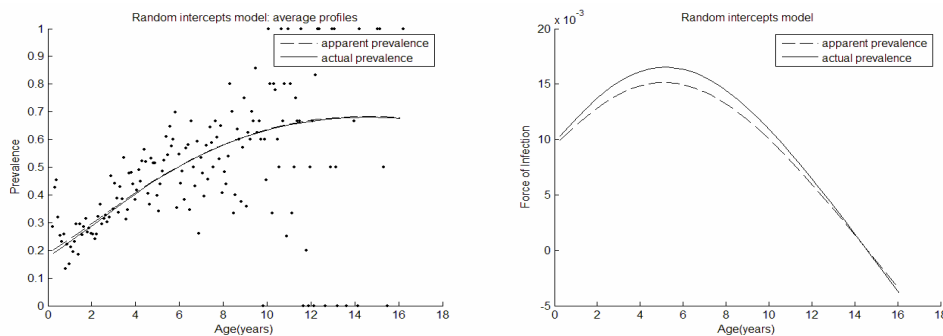 Random intercepts model: average profiles
apparent prevalence
actual prevalence
Prevalence
1
0.9
0.8
0.7
0.6
0.5
0.4
0.3
0.2
0.1
0
0 2 4 6 8 10 12 14 16 18
Age(years)
Random intercepts model
x 10⁻³
apparent prevalence
actual prevalence
Force of Infection
20
15
10
5
0
-5
0 2 4 6 8 10 12 14 16 18
Age(years)